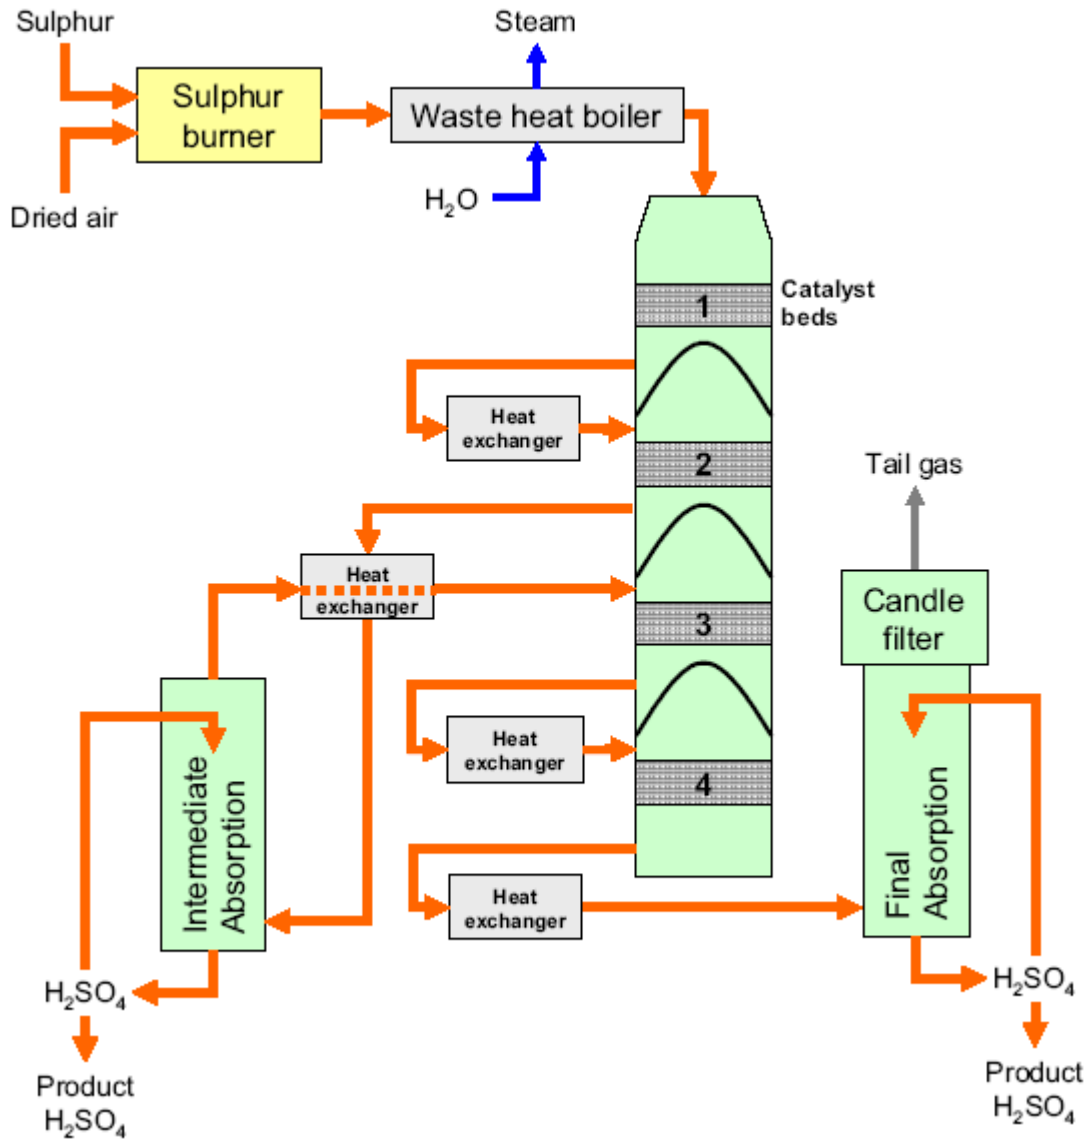 Sulphur
Steam
Sulphur
burner
Waste heat boiler
Dried air
H₂O
1
Catalyst
beds
Heat
exchanger
2
Tail gas
Heat
exchanger
Candle
filter
3
Heat
exchanger
4
Intermediate
Absorption
Final
Absorption
Heat
exchanger
H₂SO₄
H₂SO₄
Product
H₂SO₄
Product
H₂SO₄